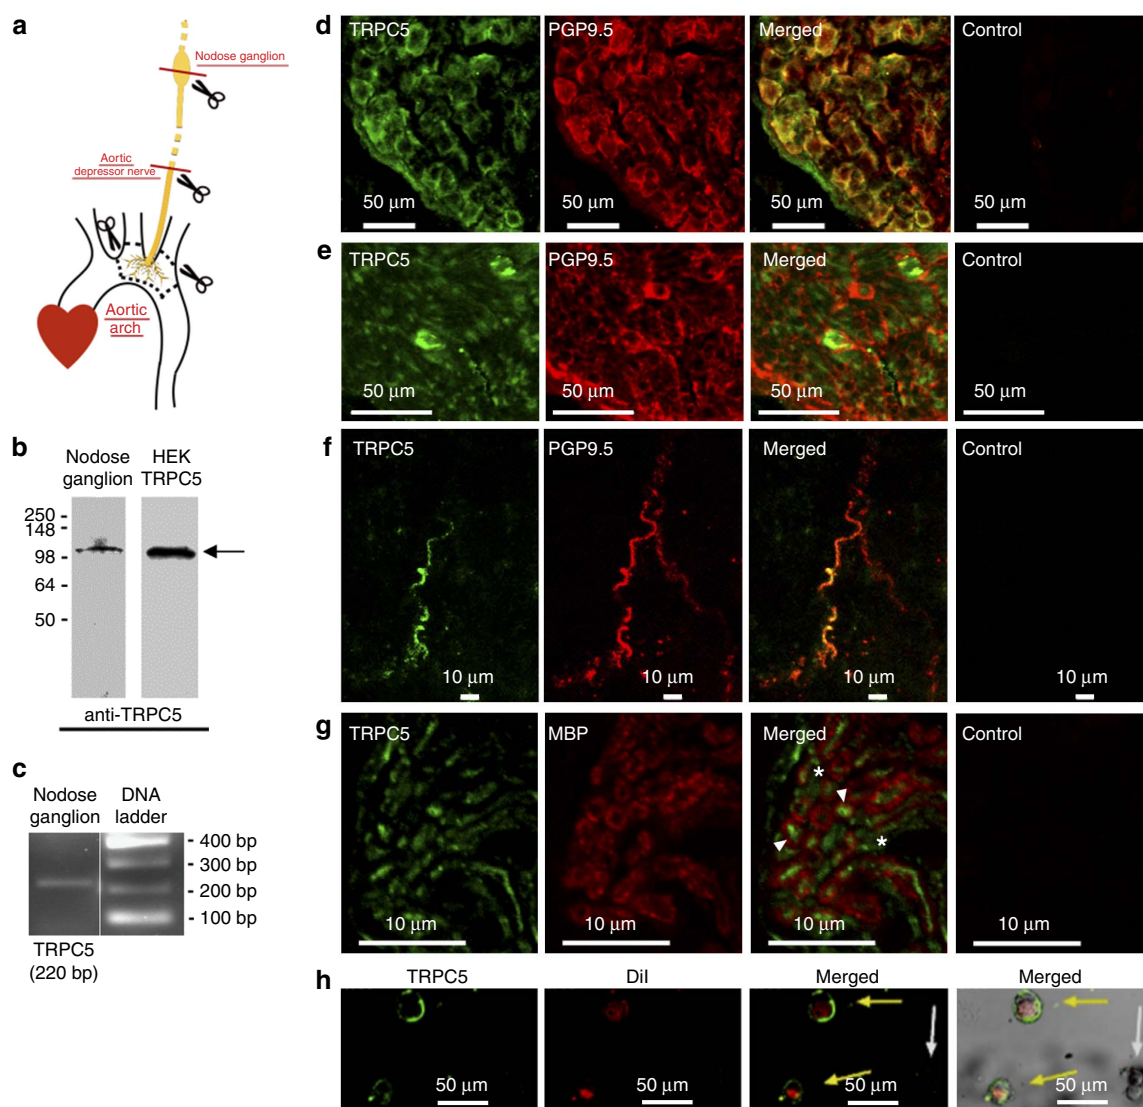 a
Nodose ganglion
Aortic
depressor nerve
Aortic
arch
b
Nodose
ganglion
HEK
TRPC5
250 -
148 -
98 -
64 -
50 -
anti-TRPC5
c
Nodose
ganglion
DNA
ladder
- 400 bp
- 300 bp
- 200 bp
- 100 bp
TRPC5
(220 bp)
d
TRPC5
PGP9.5
Merged
Control
50 μm
50 μm
50 μm
50 μm
e
TRPC5
PGP9.5
Merged
Control
50 μm
50 μm
50 μm
50 μm
f
TRPC5
PGP9.5
Merged
Control
10 μm
10 μm
10 μm
10 μm
g
TRPC5
MBP
Merged
Control
*
*
10 μm
10 μm
10 μm
10 μm
h
TRPC5
DiI
Merged
Merged
50 μm
50 μm
50 μm
50 μm